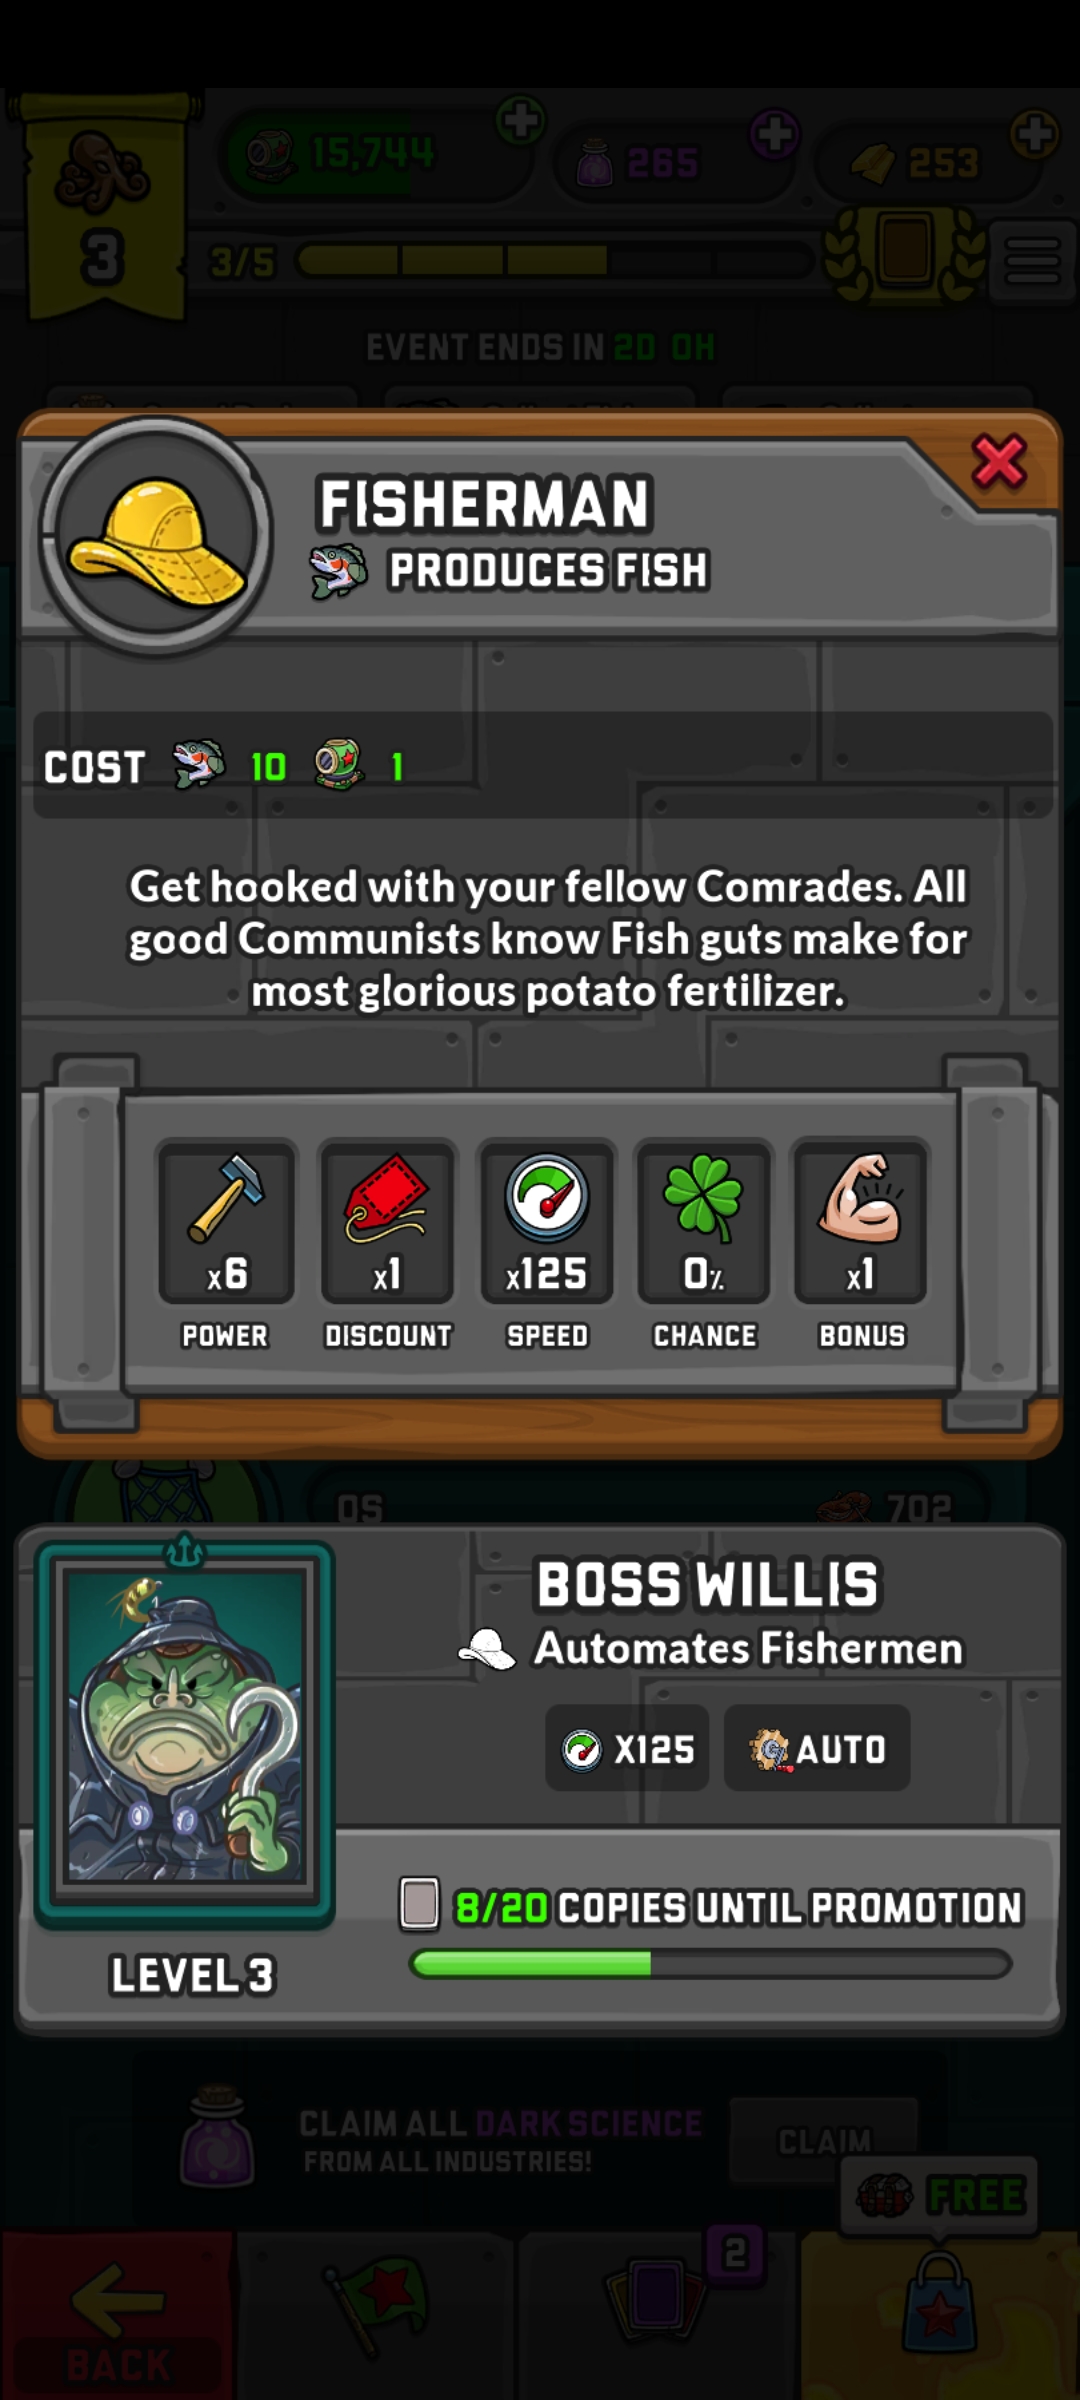 15,744
265
253
3
3/5
EVENT ENDS IN 2D 0H
FISHERMAN
PRODUCES FISH
COST 10 1
Get hooked with your fellow Comrades. All
good Communists know Fish guts make for
most glorious potato fertilizer.
x6 x1 x125 0% x1
POWER DISCOUNT SPEED CHANCE BONUS
0S 702
BOSS WILLIS
Automates Fishermen
X125 AUTO
8/20 COPIES UNTIL PROMOTION
LEVEL 3
CLAIM ALL DARK SCIENCE
FROM ALL INDUSTRIES!
CLAIM
FREE
2
BACK